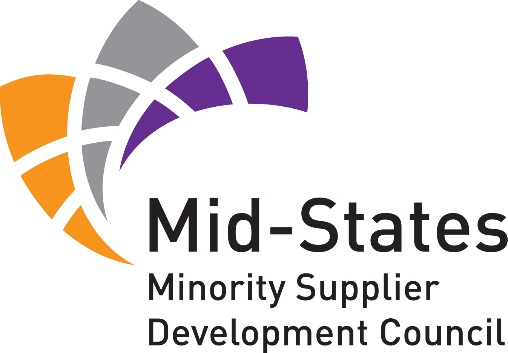 Mid-States
Minority Supplier
Development Council